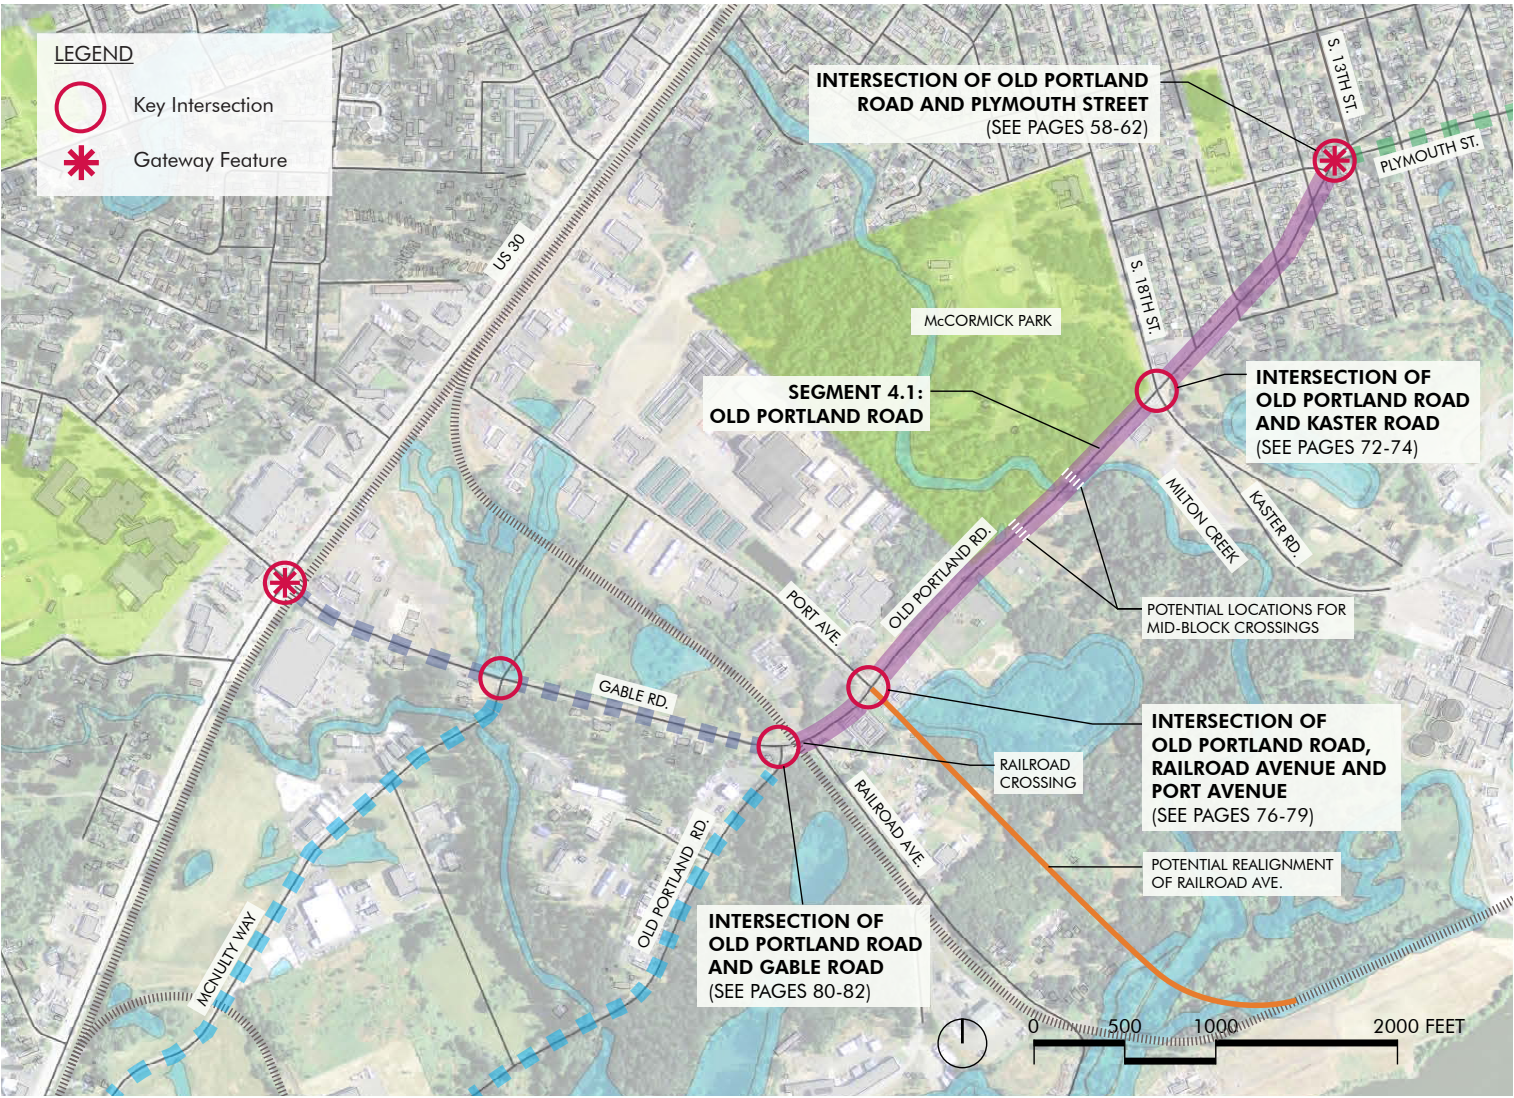 LEGEND
Key Intersection
Gateway Feature
US 30
INTERSECTION OF OLD PORTLAND
ROAD AND PLYMOUTH STREET
(SEE PAGES 58-62)
S. 13TH ST.
PLYMOUTH ST.
S. 18TH ST.
McCORMICK PARK
SEGMENT 4.1:
OLD PORTLAND ROAD
INTERSECTION OF
OLD PORTLAND ROAD
AND KASTER ROAD
(SEE PAGES 72-74)
MILTON CREEK
KASTER RD.
OLD PORTLAND RD.
PORT AVE.
POTENTIAL LOCATIONS FOR
MID-BLOCK CROSSINGS
GABLE RD.
INTERSECTION OF
OLD PORTLAND ROAD,
RAILROAD AVENUE AND
PORT AVENUE
(SEE PAGES 76-79)
RAILROAD
CROSSING
RAILROAD AVE.
POTENTIAL REALIGNMENT
OF RAILROAD AVE.
OLD PORTLAND RD.
MCNULTY WAY
INTERSECTION OF
OLD PORTLAND ROAD
AND GABLE ROAD
(SEE PAGES 80-82)
0 500 1000 2000 FEET